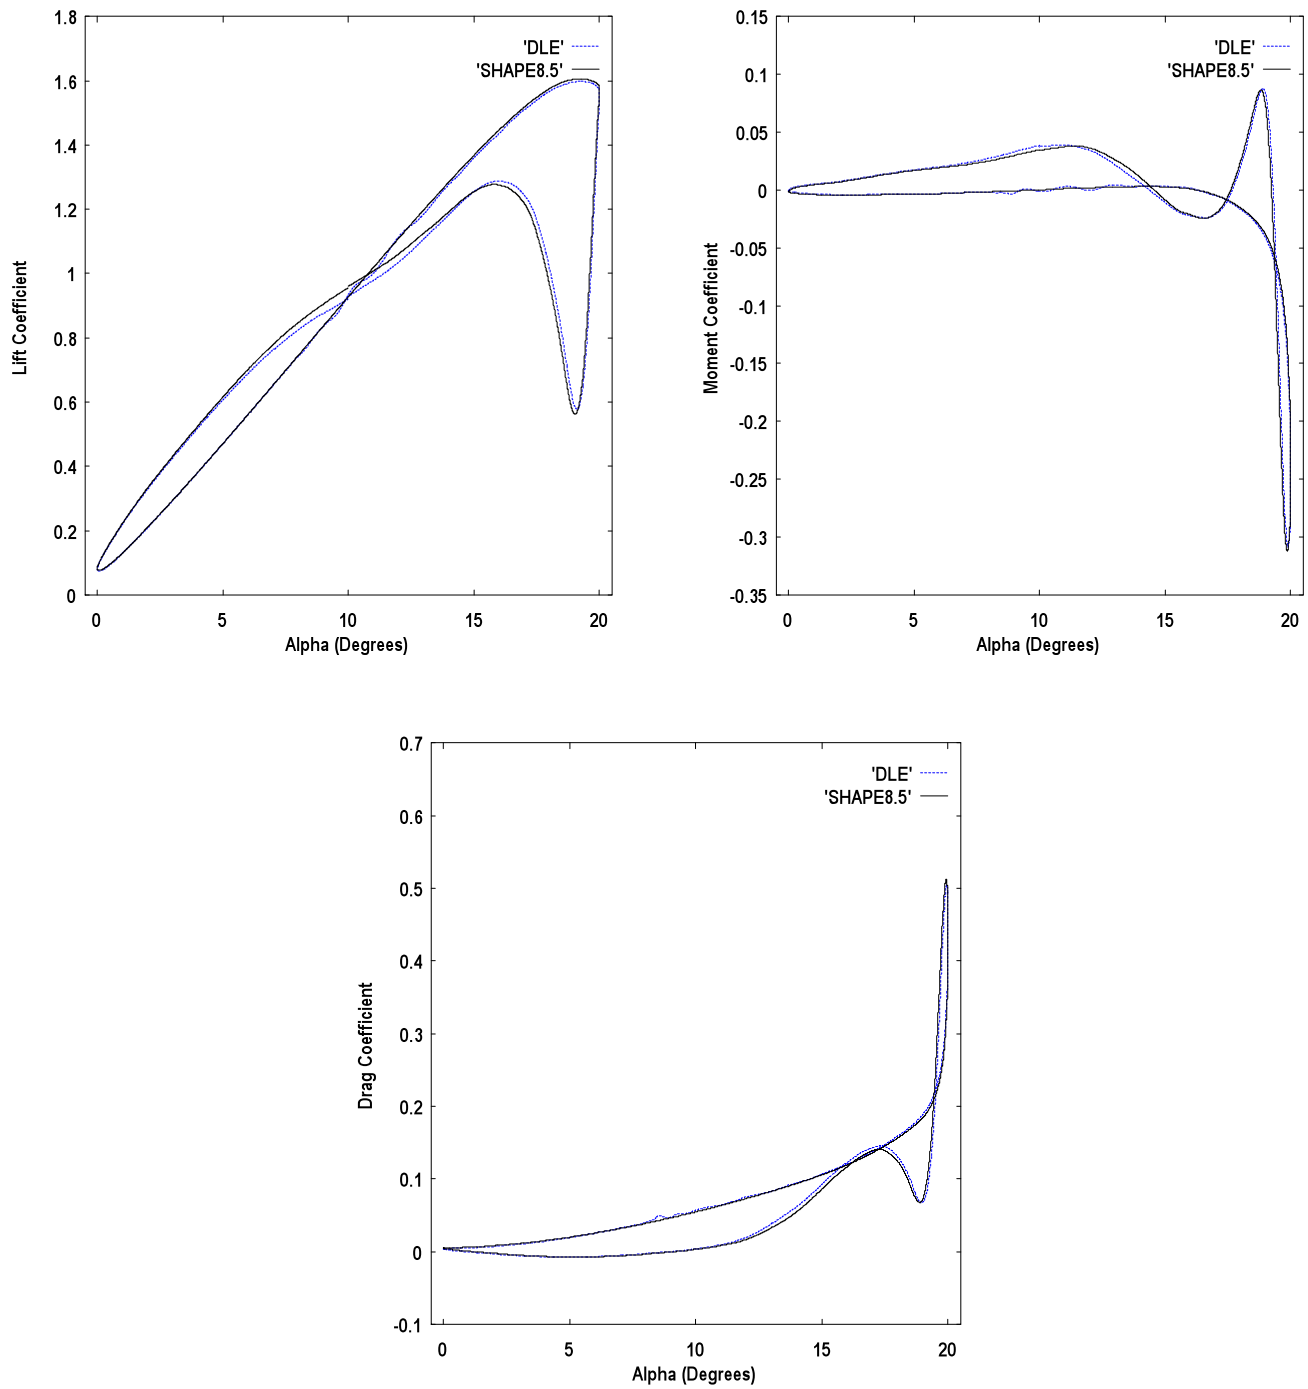 1.8
1.6
1.4
1.2
1
0.8
0.6
0.4
0.2
0
Lift Coefficient
'DLE'
'SHAPE8.5'
0 5 10 15 20
Alpha (Degrees)
0.15
0.1
0.05
0
-0.05
-0.1
-0.15
-0.2
-0.25
-0.3
-0.35
Moment Coefficient
'DLE'
'SHAPE8.5'
0 5 10 15 20
Alpha (Degrees)
0.7
0.6
0.5
0.4
0.3
0.2
0.1
0
-0.1
Drag Coefficient
'DLE'
'SHAPE8.5'
0 5 10 15 20
Alpha (Degrees)